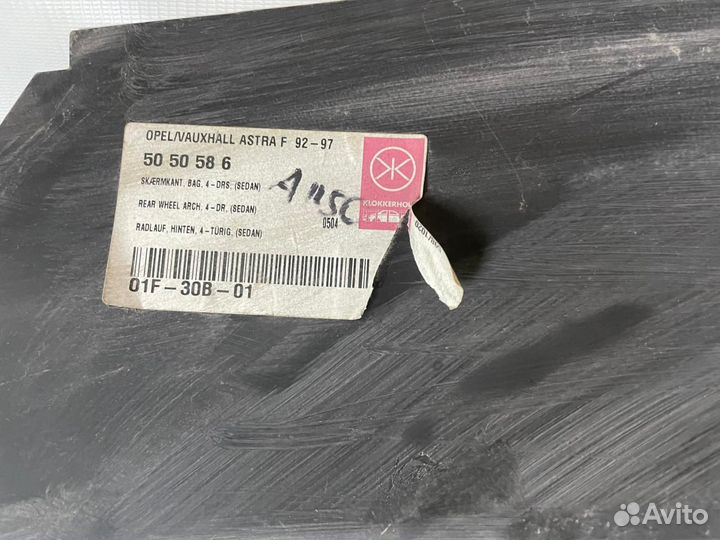 OPEL/VAUXHALL ASTRA F 92-97
50 50 58 6
SKÆRMKANT, BAG, 4-DRS. (SEDAN)
REAR WHEEL ARCH, 4-DR. (SEDAN)
0504
RADLAUF, HINTEN, 4-TÜRIG, (SEDAN)
01F-30B-01
KLOKKERHO
Avito